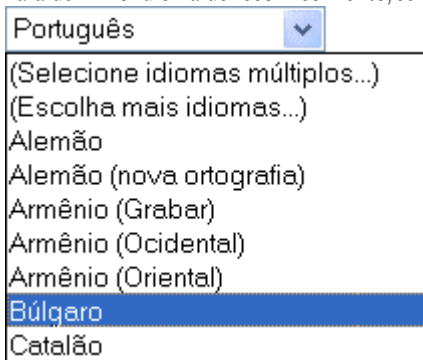 Português
(Selecione idiomas múltiplos...)
(Escolha mais idiomas...)
Alemão
Alemão (nova ortografia)
Armênio (Grabar)
Armênio (Ocidental)
Armênio (Oriental)
Búlgaro
Catalão